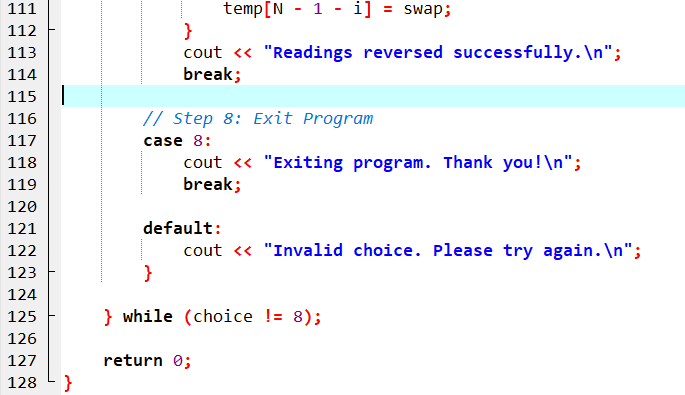 111                 temp[N - 1 - i] = swap;
112             }
113             cout << "Readings reversed successfully.\n";
114             break;
115
116         // Step 8: Exit Program
117         case 8:
118             cout << "Exiting program. Thank you!\n";
119             break;
120
121         default:
122             cout << "Invalid choice. Please try again.\n";
123         }
124
125     } while (choice != 8);
126
127     return 0;
128 }